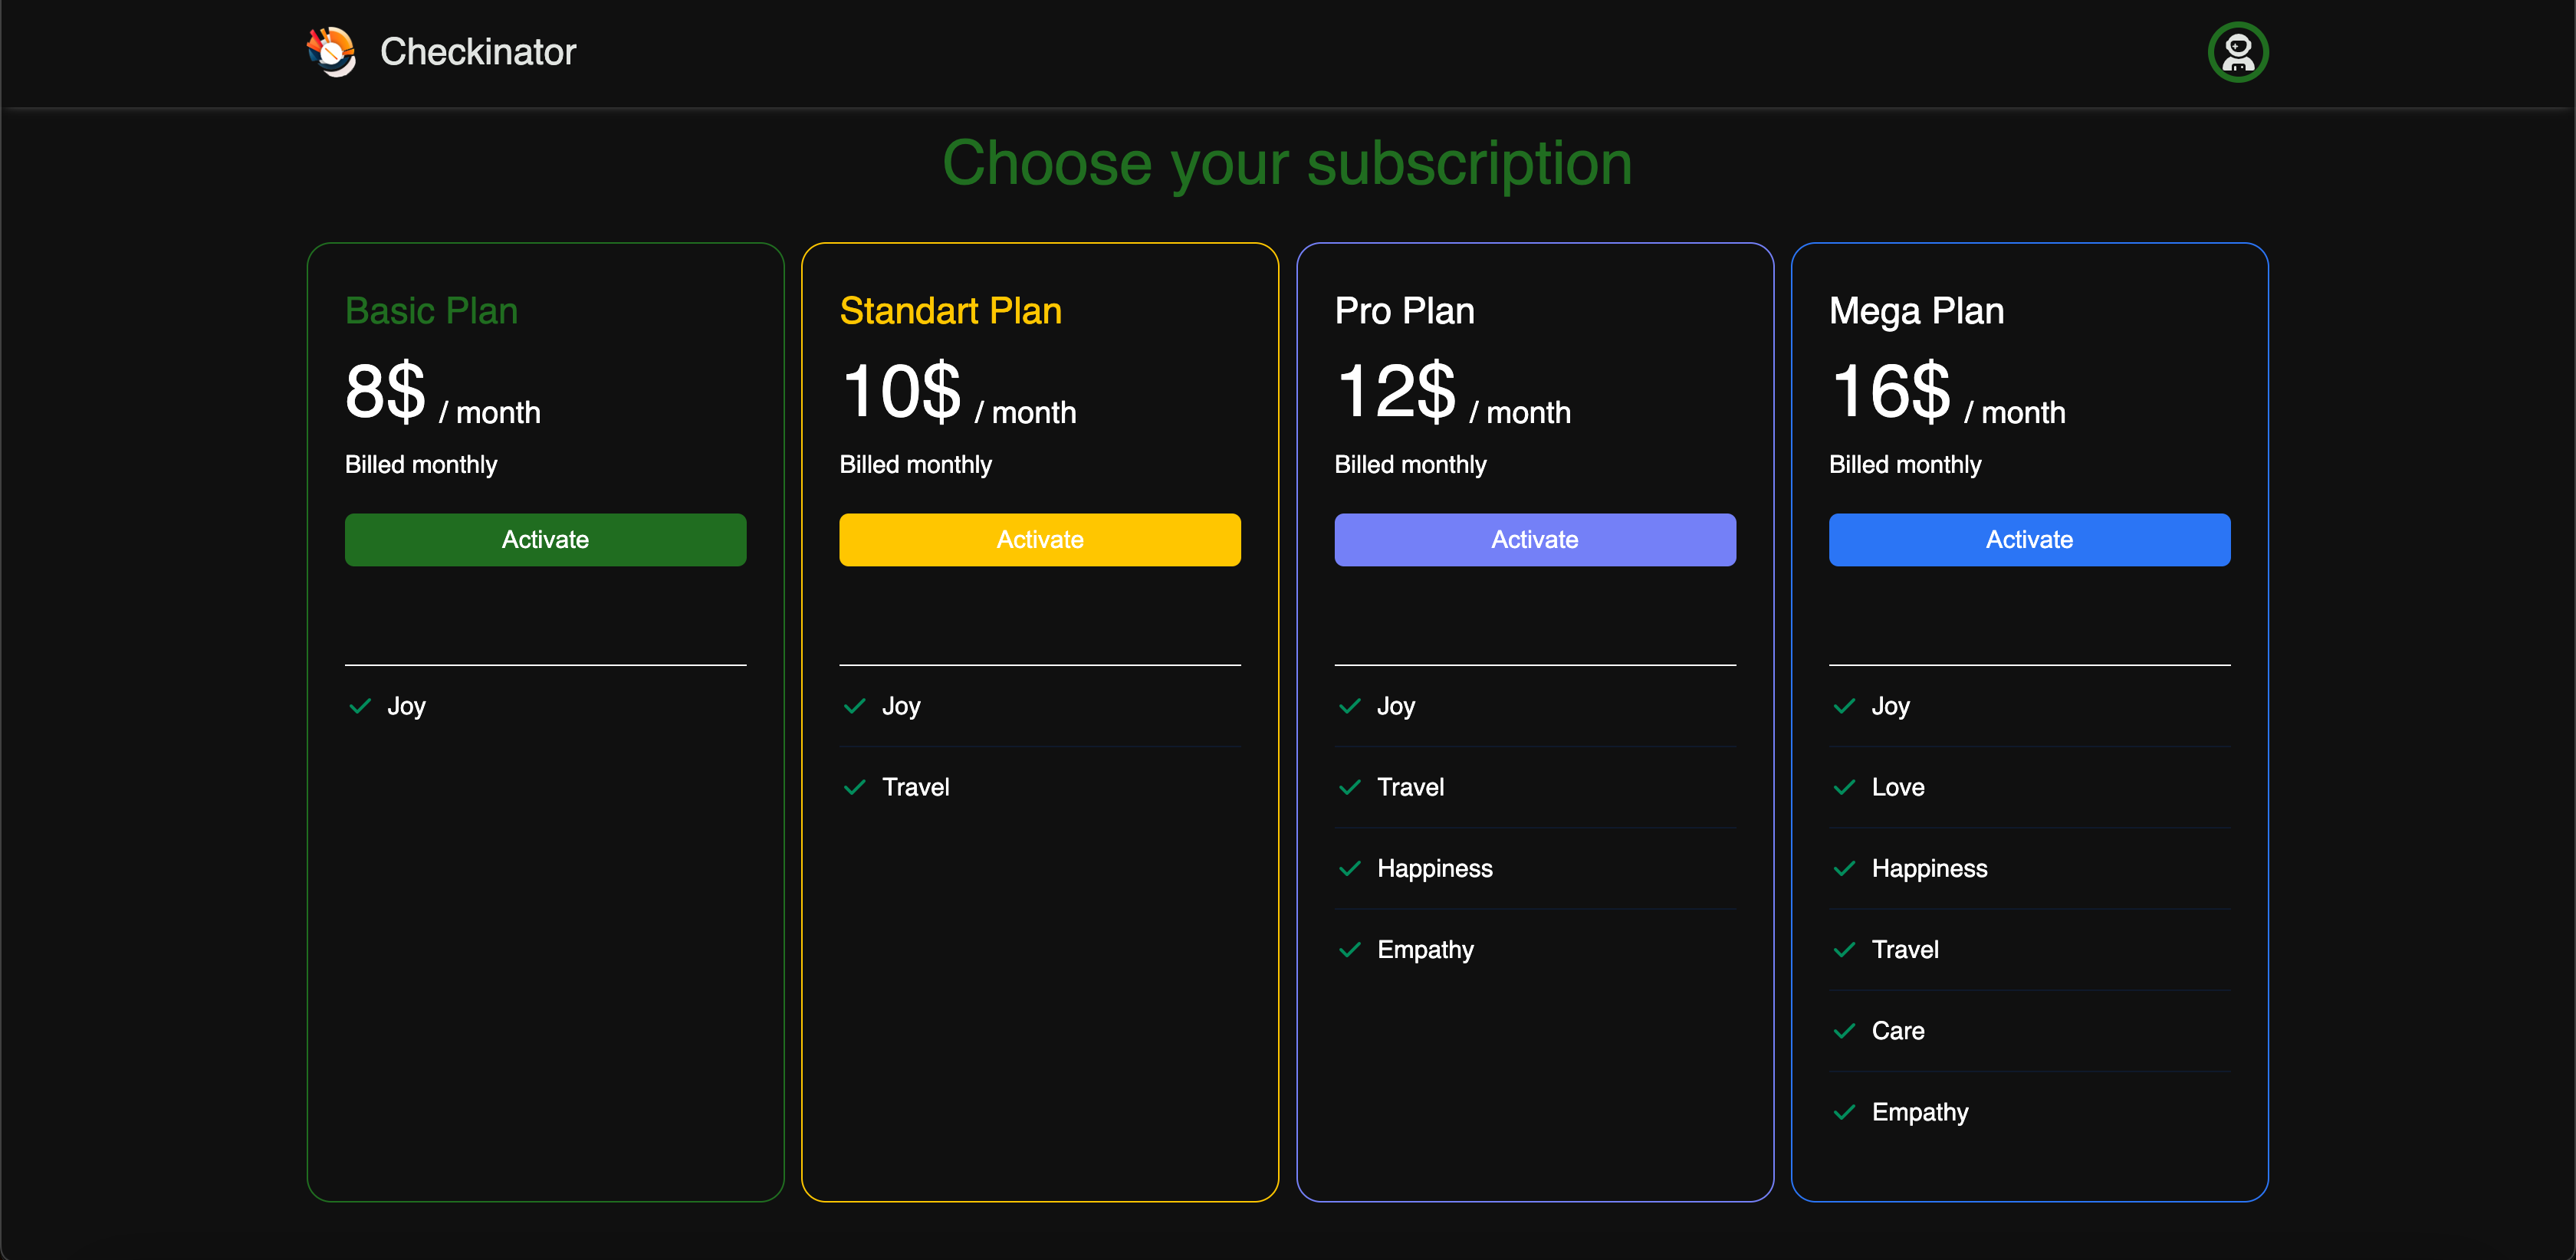 Checkinator
Choose your subscription
Basic Plan
8$ / month
Billed monthly
Activate
Joy
Standart Plan
10$ / month
Billed monthly
Activate
Joy
Travel
Pro Plan
12$ / month
Billed monthly
Activate
Joy
Travel
Happiness
Empathy
Mega Plan
16$ / month
Billed monthly
Activate
Joy
Love
Happiness
Travel
Care
Empathy